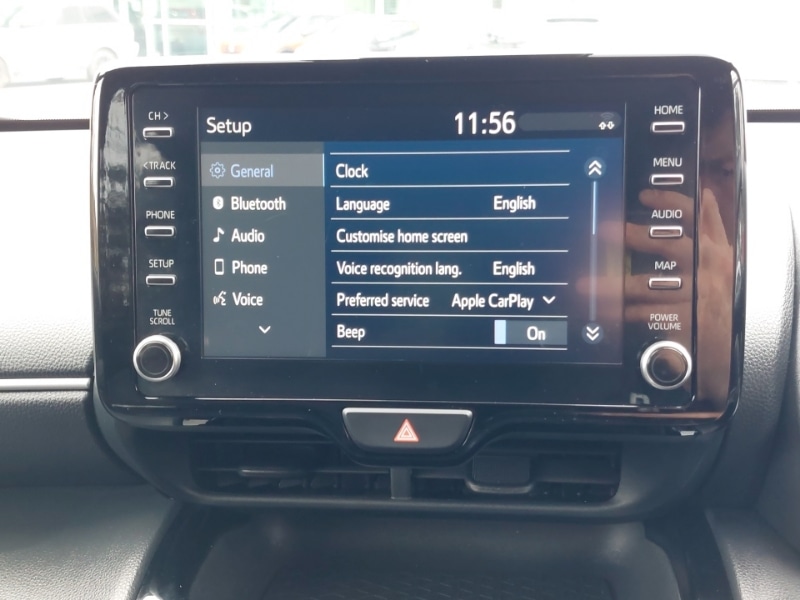 CH >
< TRACK
PHONE
SETUP
TUNE
SCROLL
Setup
11:56
General
Bluetooth
Audio
Phone
Voice
Clock
Language English
Customise home screen
Voice recognition lang. English
Preferred service Apple CarPlay
Beep On
HOME
MENU
AUDIO
MAP
POWER
VOLUME